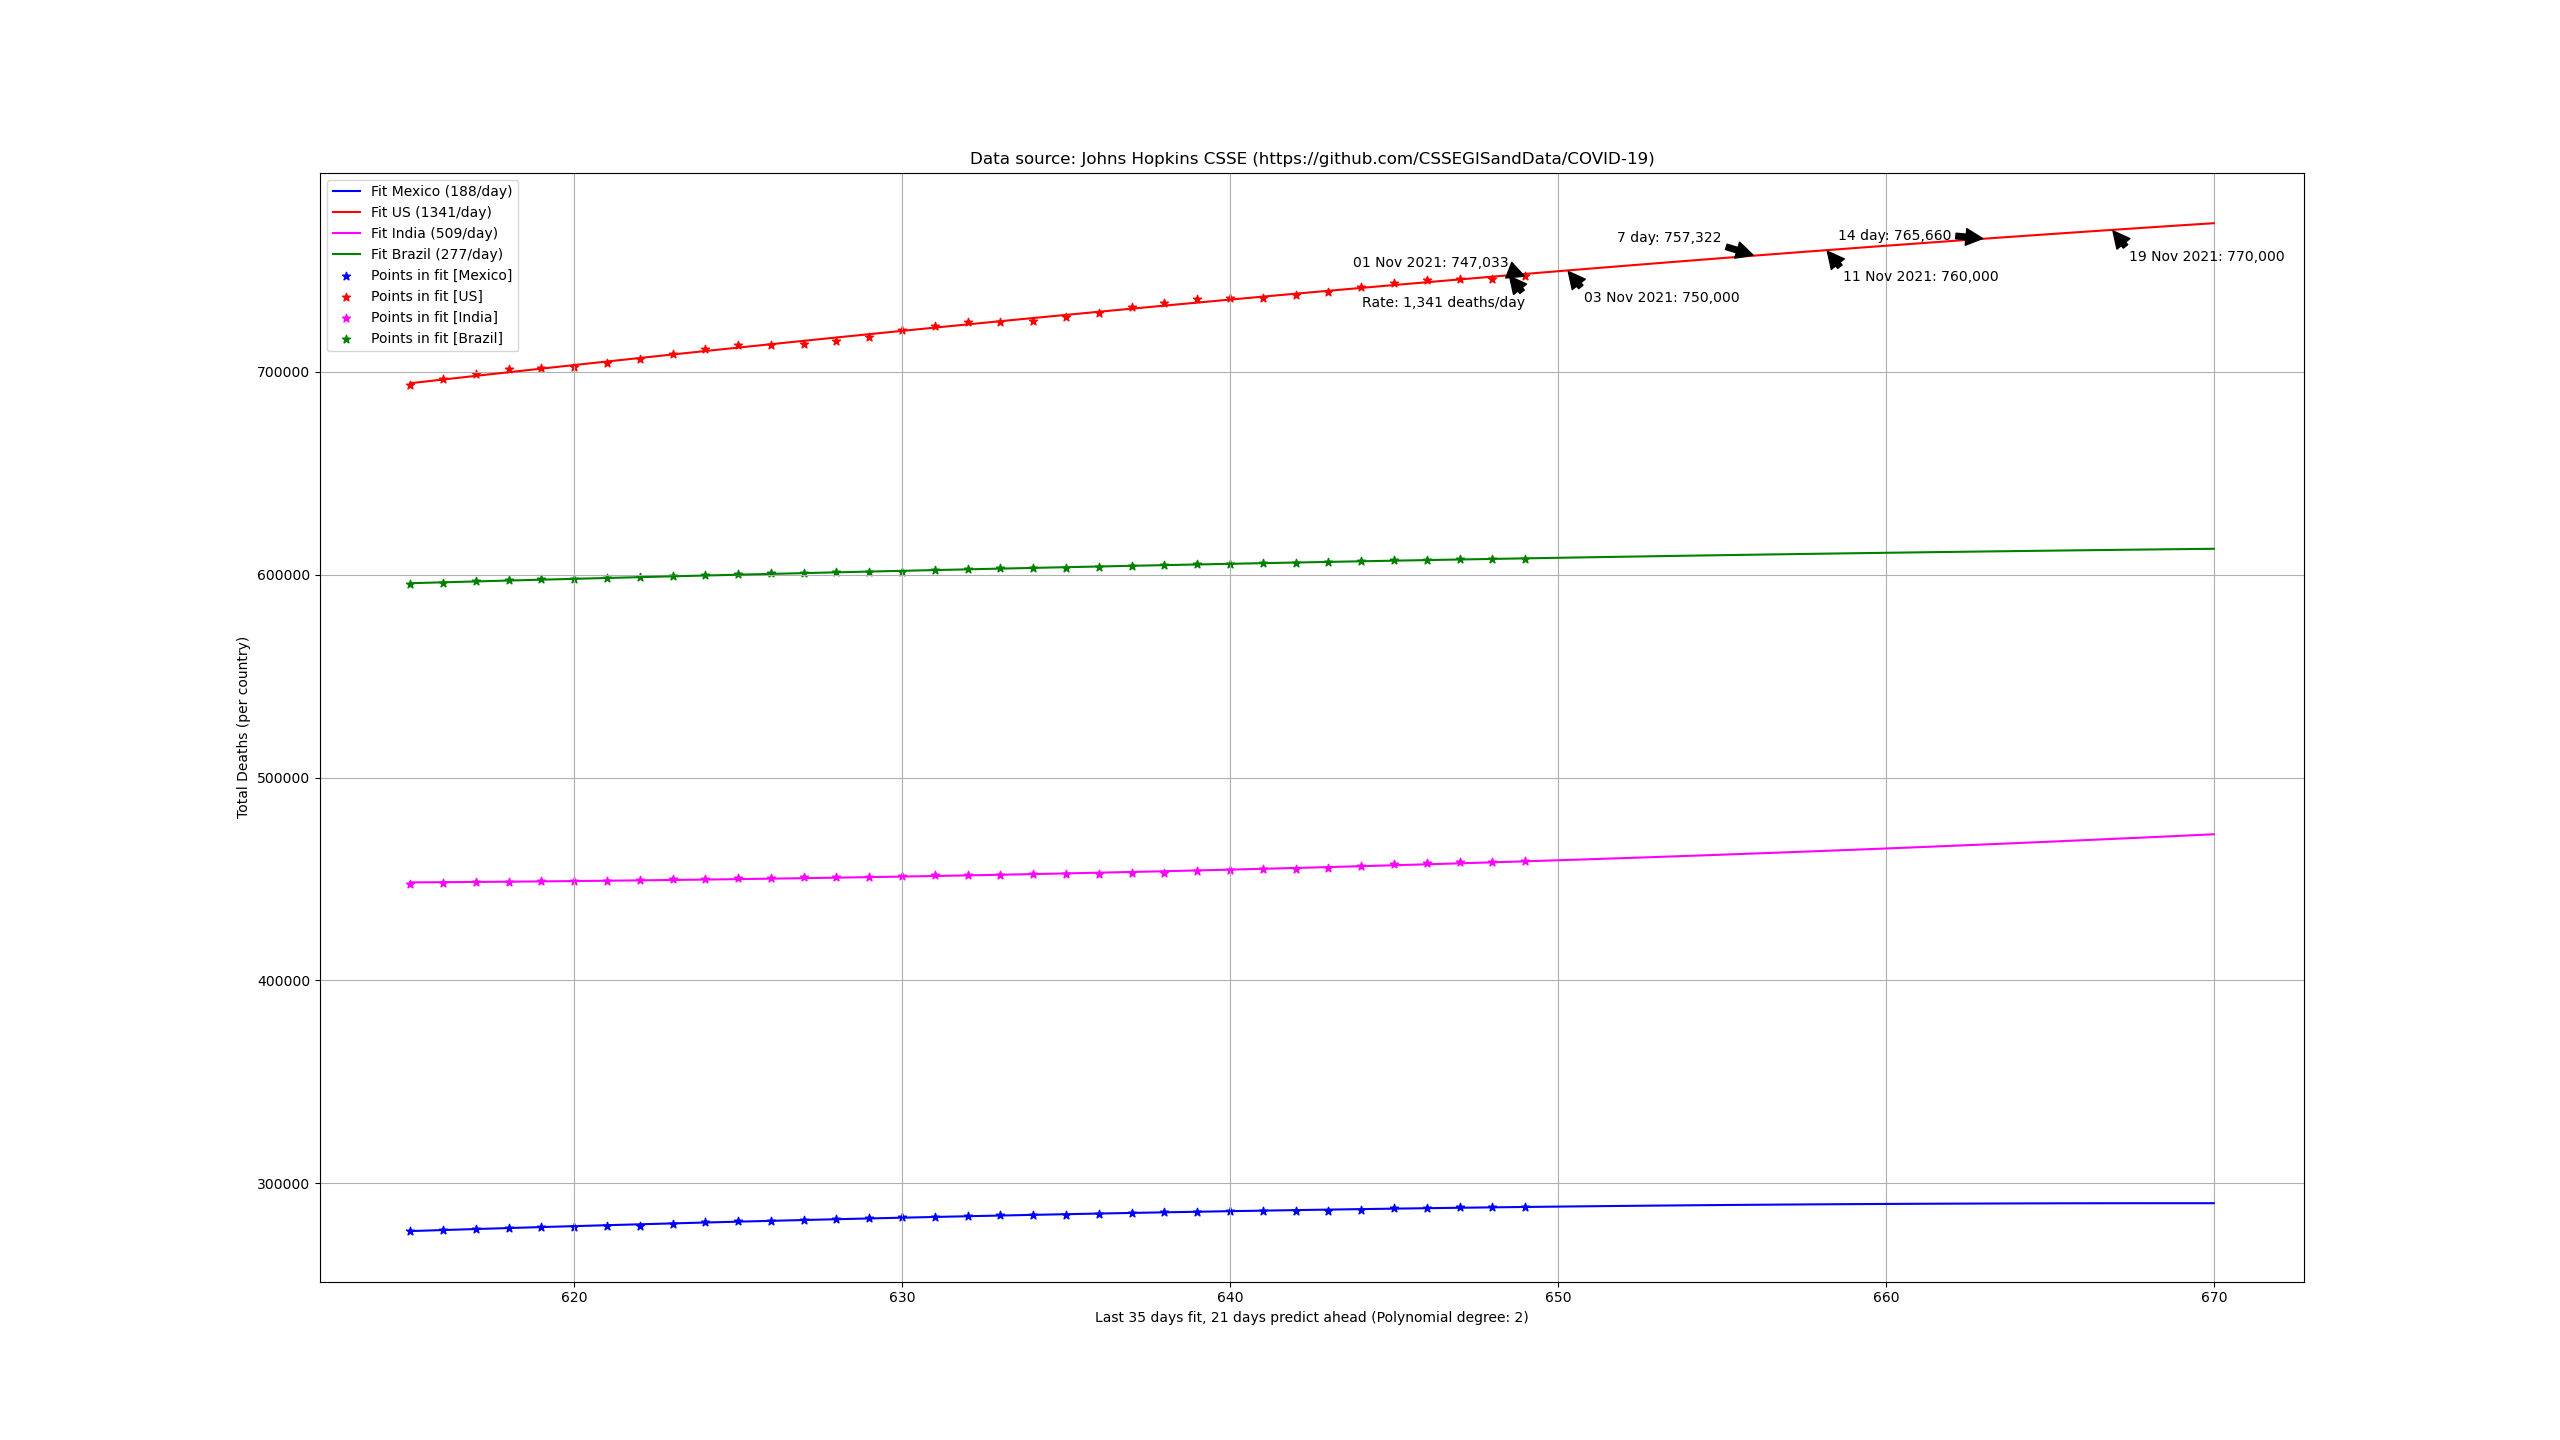 Data source: Johns Hopkins CSSE (https://github.com/CSSEGISandData/COVID-19)
Fit Mexico (188/day)
Fit US (1341/day)
Fit India (509/day)
Fit Brazil (277/day)
Points in fit [Mexico]
Points in fit [US]
Points in fit [India]
Points in fit [Brazil]
01 Nov 2021: 747,033
Rate: 1,341 deaths/day
7 day: 757,322
03 Nov 2021: 750,000
14 day: 765,660
11 Nov 2021: 760,000
19 Nov 2021: 770,000
Total Deaths (per country)
700000
600000
500000
400000
300000
620
630
640
650
660
670
Last 35 days fit, 21 days predict ahead (Polynomial degree: 2)